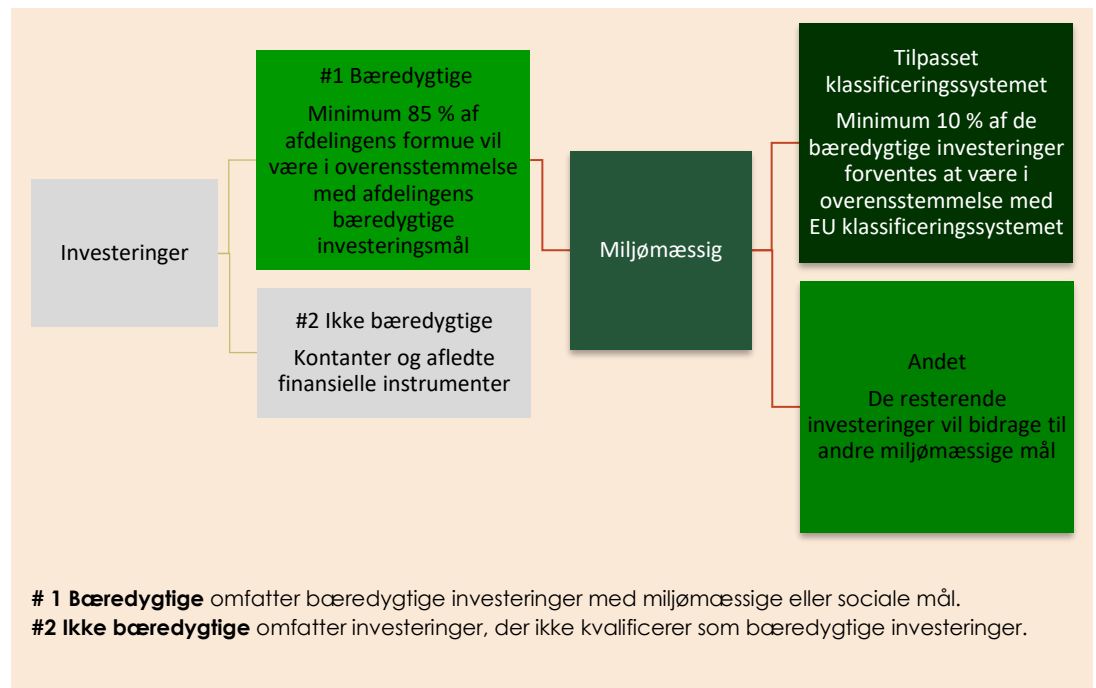 Investeringer
#1 Bæredygtige
Minimum 85 % af
afdelingens formue vil
være i overensstemmelse
med afdelingens
bæredygtige
investeringsmål
#2 Ikke bæredygtige
Kontanter og afledte
finansielle instrumenter
Miljømæssig
Tilpasset
klassificeringssystemet
Minimum 10 % af de
bæredygtige investeringer
forventes at være i
overensstemmelse med
EU klassificeringssystemet
Andet
De resterende
investeringer vil bidrage til
andre miljømæssige mål
# 1 Bæredygtige omfatter bæredygtige investeringer med miljømæssige eller sociale mål.
#2 Ikke bæredygtige omfatter investeringer, der ikke kvalificerer som bæredygtige investeringer.